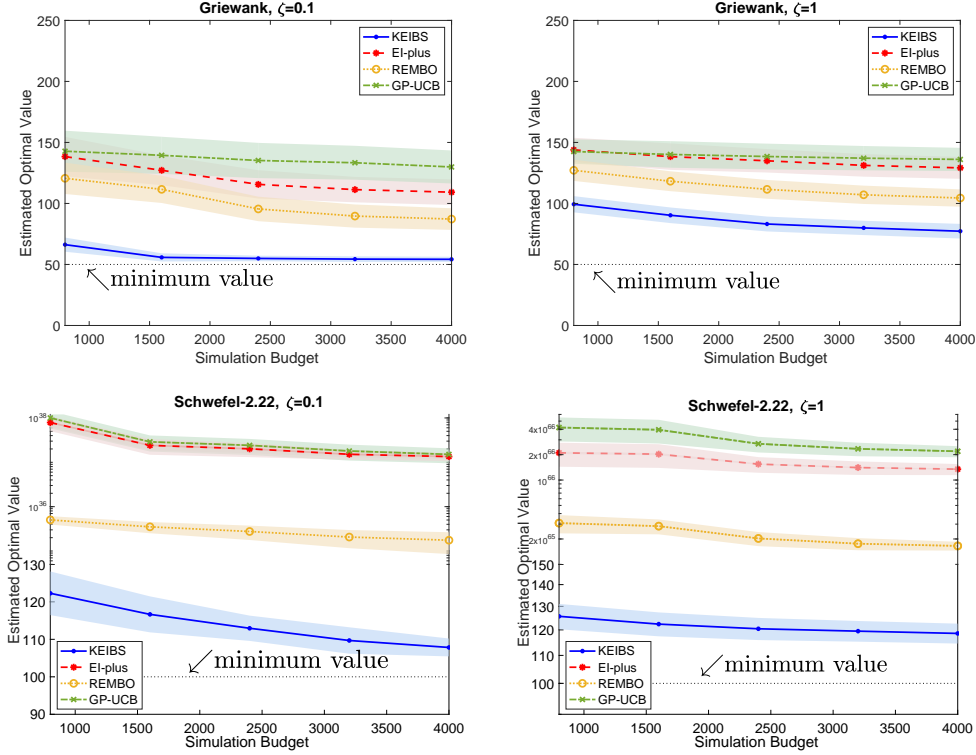 Griewank, ζ=0.1
Estimated Optimal Value
250
200
150
100
50
0
KEIBS
EI-plus
REMBO
GP-UCB
minimum value
1000 1500 2000 2500 3000 3500 4000
Simulation Budget
Griewank, ζ=1
Estimated Optimal Value
250
200
150
100
50
0
KEIBS
EI-plus
REMBO
GP-UCB
minimum value
1000 1500 2000 2500 3000 3500 4000
Simulation Budget
Schwefel-2.22, ζ=0.1
Estimated Optimal Value
10^38
10^36
130
120
110
100
90
minimum value
KEIBS
EI-plus
REMBO
GP-UCB
1000 1500 2000 2500 3000 3500 4000
Simulation Budget
Schwefel-2.22, ζ=1
Estimated Optimal Value
4x10^66
2x10^66
1x10^66
2x10^65
150
130
120
100
minimum value
KEIBS
EI-plus
REMBO
GP-UCB
1000 1500 2000 2500 3000 3500 4000
Simulation Budget